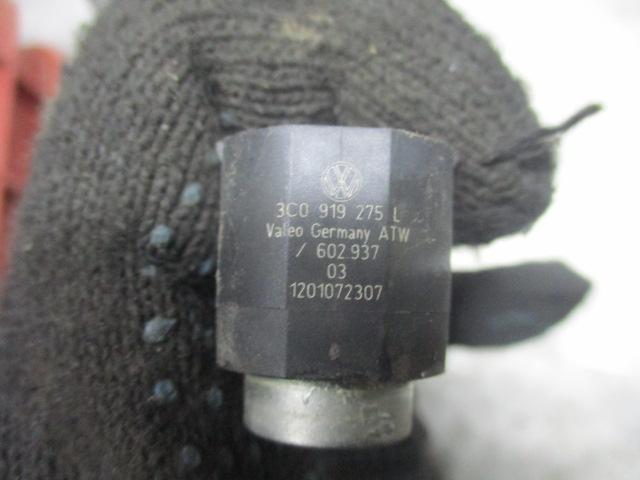 3C0 919 275 L
Valeo Germany ATW
/ 602.937
03
1201072307